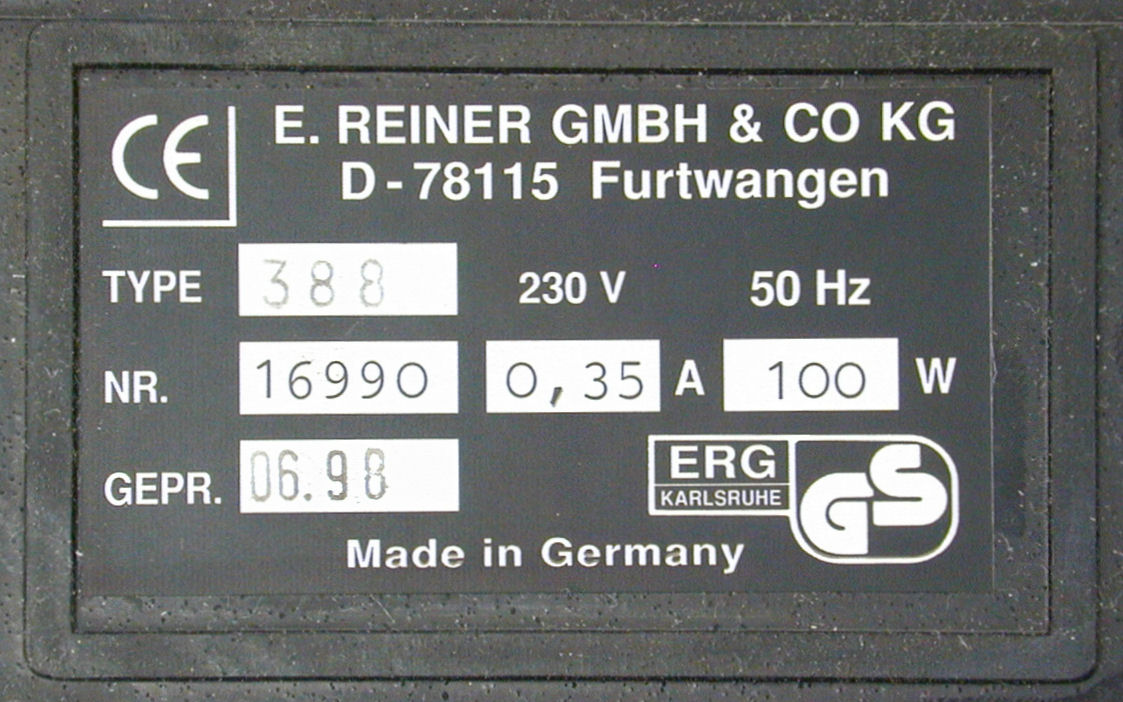 CE E. REINER GMBH & CO KG
D-78115 Furtwangen
TYPE 388 230 V 50 Hz
NR. 16990 0,35 A 100 W
GEPR. 06.98
ERG
KARLSRUHE
GS
Made in Germany